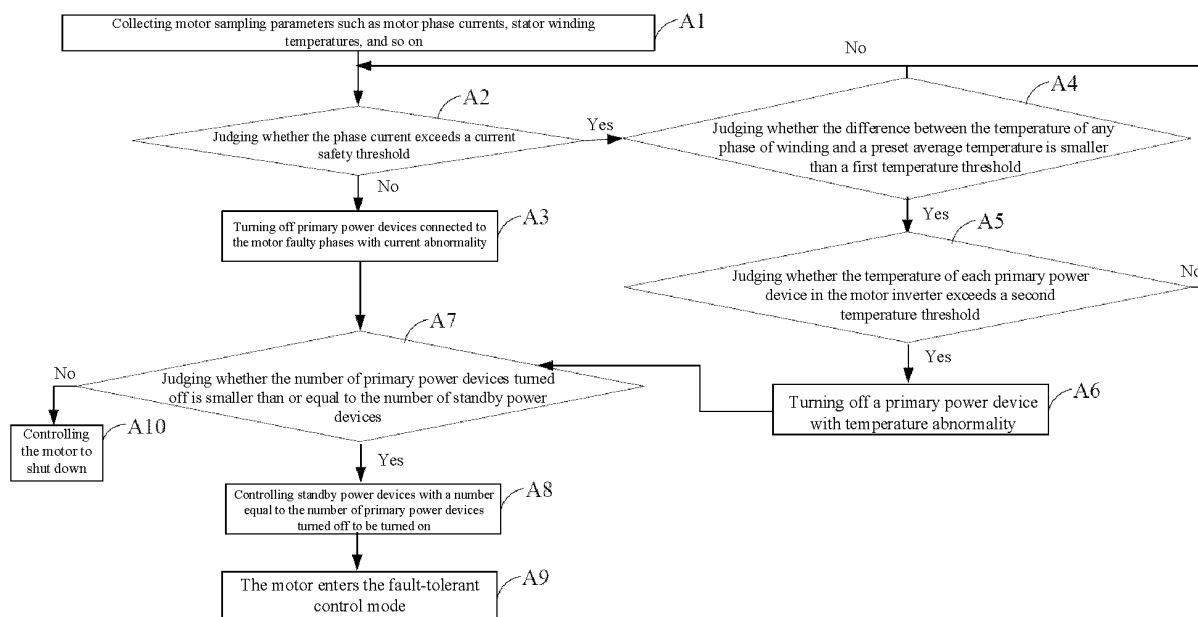 Collecting motor sampling parameters such as motor phase currents, stator winding
temperatures, and so on
A1
No
A2
Judging whether the phase current exceeds a current
safety threshold
Yes
No
A4
Judging whether the difference between the temperature of any
phase of winding and a preset average temperature is smaller
than a first temperature threshold
Yes
A3
Turning off primary power devices connected to
the motor faulty phases with current abnormality
A5
Judging whether the temperature of each primary power
device in the motor inverter exceeds a second
temperature threshold
No
Yes
A6
Turning off a primary power device
with temperature abnormality
A7
Judging whether the number of primary power devices turned
off is smaller than or equal to the number of standby power
devices
No
A10
Controlling
the motor to
shut down
Yes
A8
Controlling standby power devices with a number
equal to the number of primary power devices
turned off to be turned on
A9
The motor enters the fault-tolerant
control mode